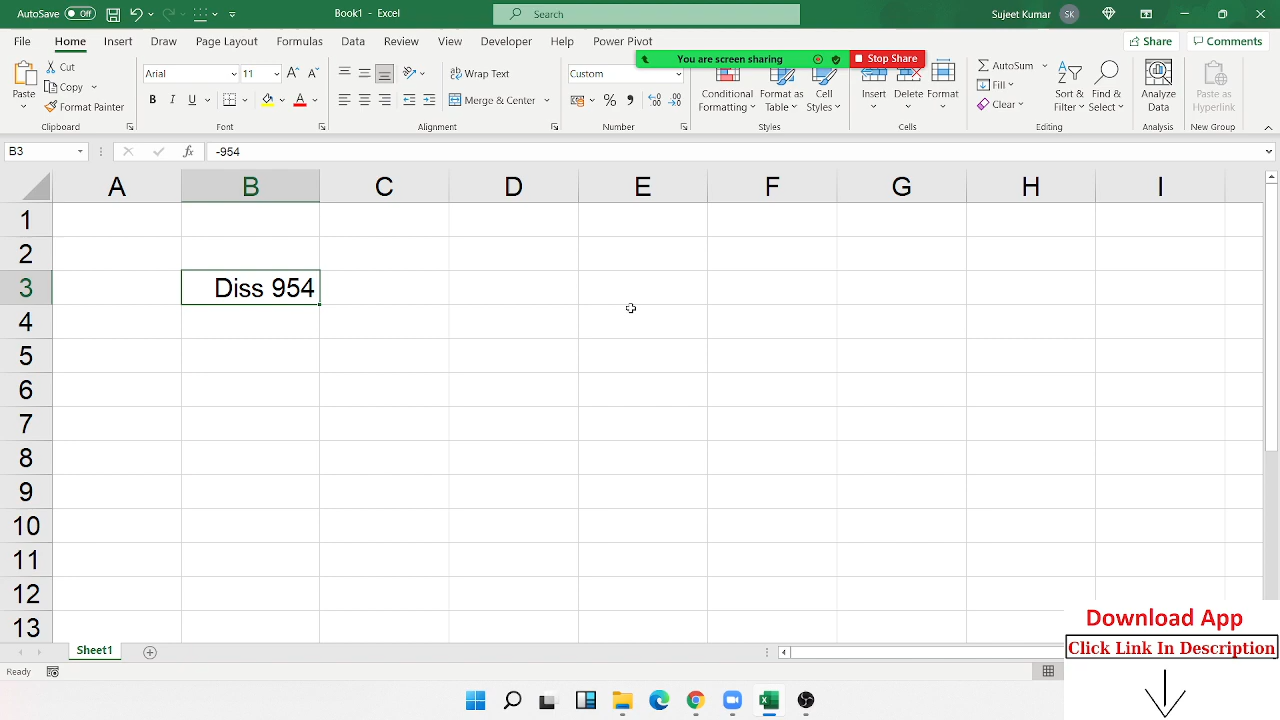 AutoSave Off
Book1 - Excel
Search
Sujeet Kumar SK
File Home Insert Draw Page Layout Formulas Data Review View Developer Help Power Pivot
Share Comments
You are screen sharing Stop Share
Paste
Cut
Copy
Format Painter
Clipboard
Arial 11
B I U
Font
Wrap Text
Merge & Center
Alignment
Custom
%
Number
Conditional Formatting
Format as Table
Cell Styles
Styles
Insert
Delete
Format
Cells
AutoSum
Fill
Clear
Sort & Filter
Find & Select
Editing
Analyze Data
Analysis
Paste as Hyperlink
New Group
B3 fx -954
A B C D E F G H I
1
2
3 Diss 954
4
5
6
7
8
9
10
11
12
13
Sheet1
Ready
Download App
Click Link In Description